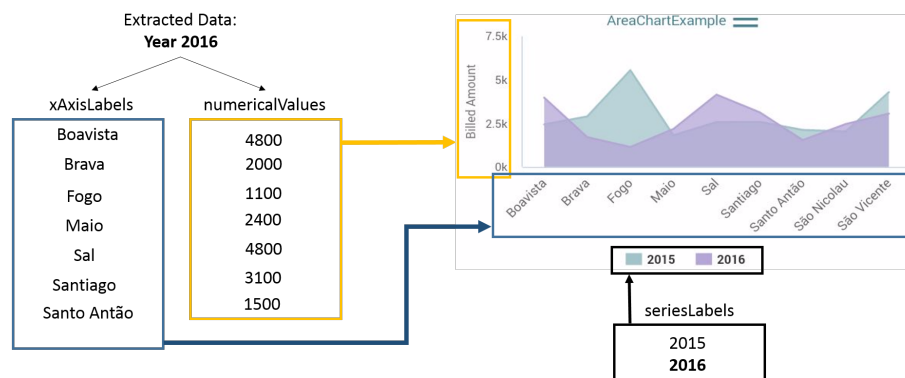 Extracted Data:
Year 2016
xAxisLabels
numericalValues
Boavista
Brava
Fogo
Maio
Sal
Santiago
Santo Antão
4800
2000
1100
2400
4800
3100
1500
AreaChartExample
Billed Amount
7.5k
5k
2.5k
0k
Boavista
Brava
Fogo
Maio
Sal
Santiago
Santo Antão
São Nicolau
São Vicente
2015
2016
seriesLabels
2015
2016